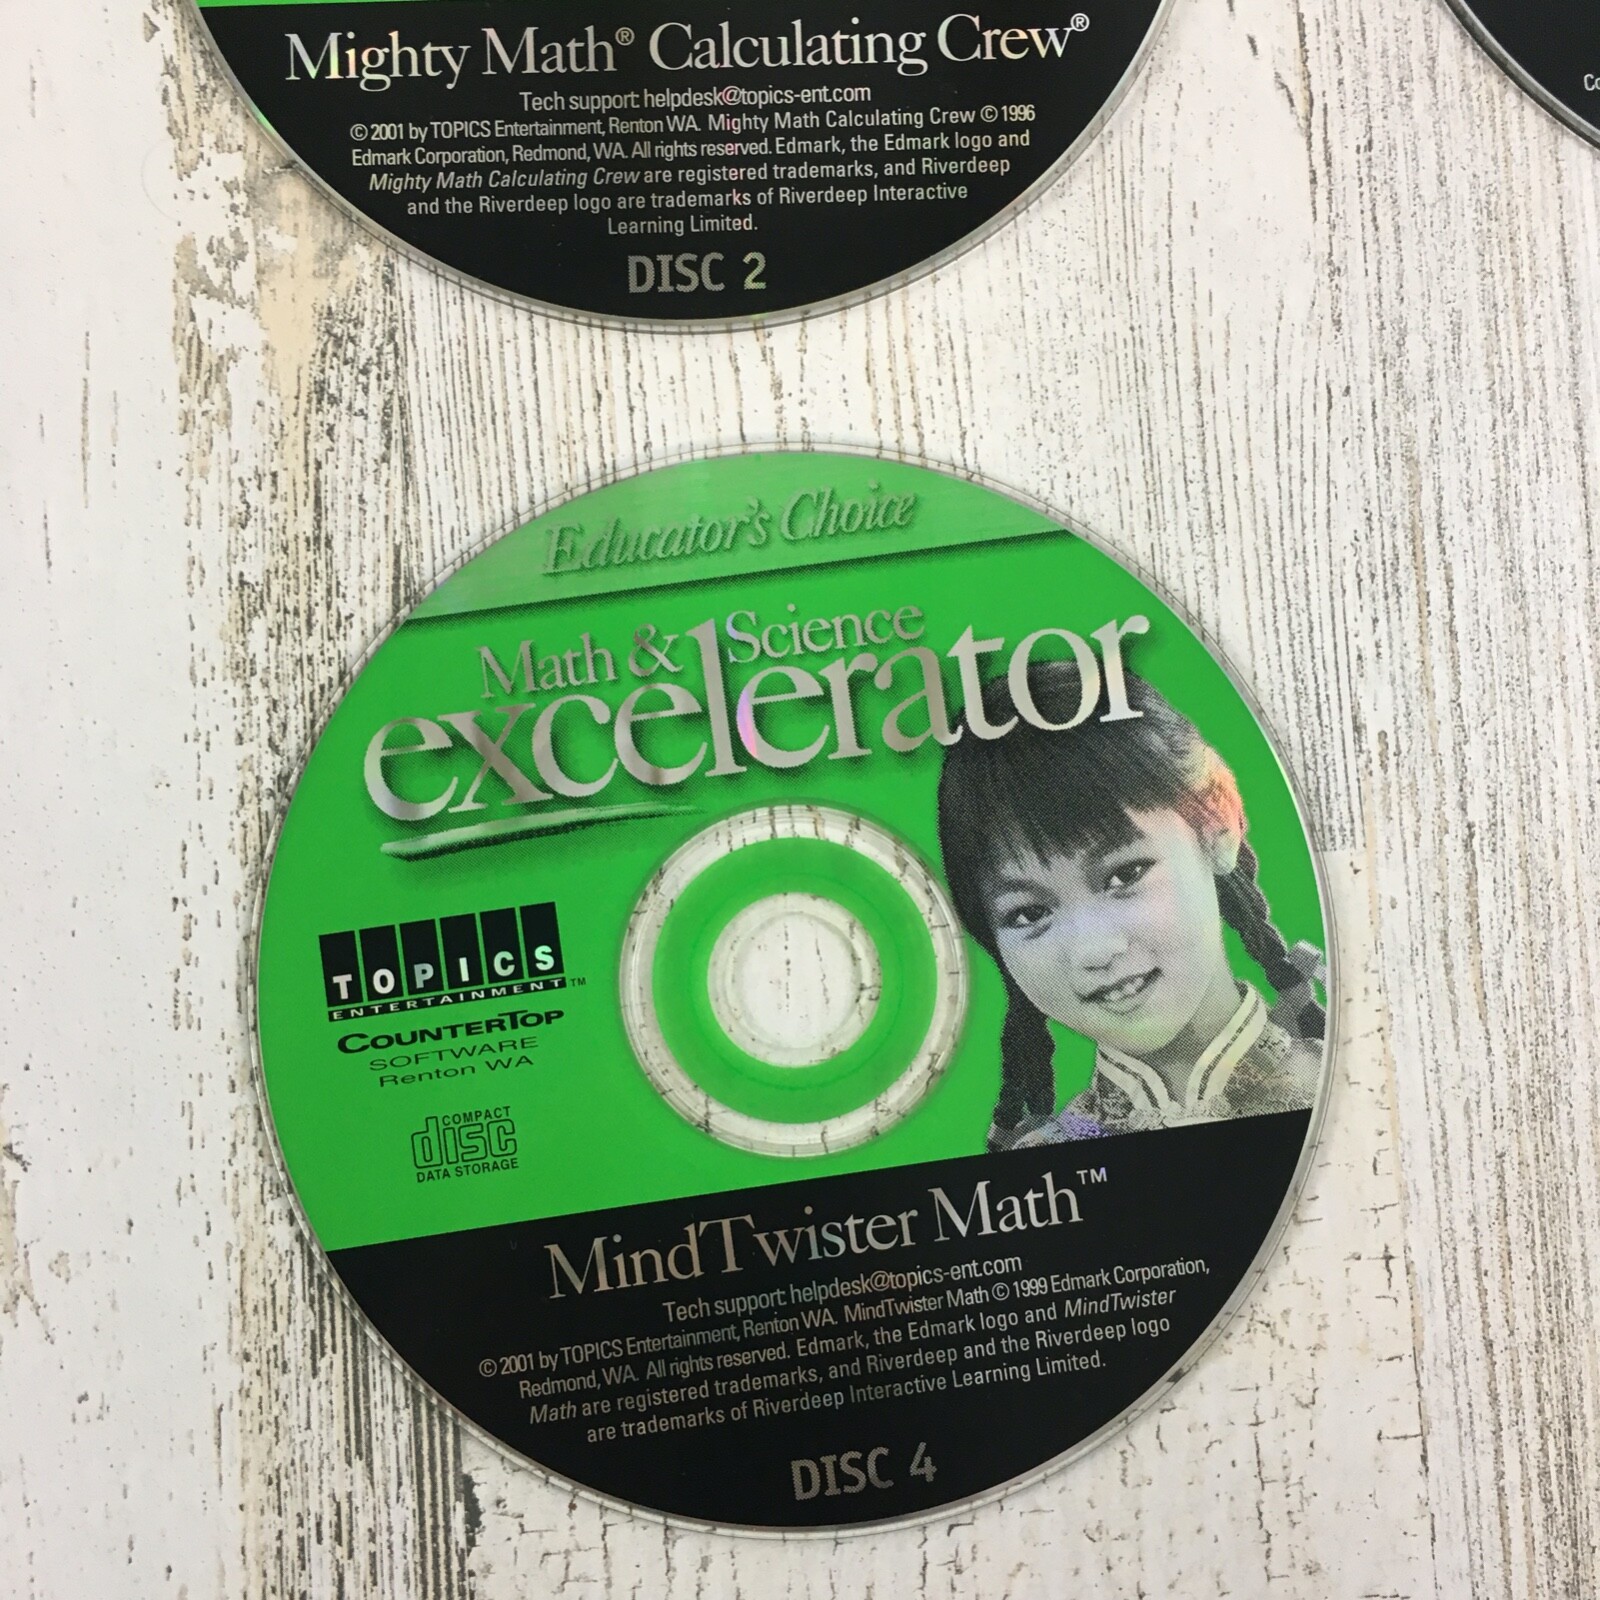 Mighty Math® Calculating Crew®
Tech support: helpdesk@topics-ent.com
© 2001 by TOPICS Entertainment, Renton WA. Mighty Math Calculating Crew © 1996
Edmark Corporation, Redmond, WA. All rights reserved. Edmark, the Edmark logo and
Mighty Math Calculating Crew are registered trademarks, and Riverdeep
and the Riverdeep logo are trademarks of Riverdeep Interactive
Learning Limited.
DISC 2
Educator's Choice
Math & Science
excelerator
TOPICS
ENTERTAINMENT™
COUNTERTOP
SOFTWARE
Renton WA
COMPACT
disc
DATA STORAGE
MindTwister Math™
Tech support: helpdesk@topics-ent.com
© 2001 by TOPICS Entertainment, Renton WA. MindTwister Math © 1999 Edmark Corporation,
Redmond, WA. All rights reserved. Edmark, the Edmark logo and MindTwister
Math are registered trademarks, and Riverdeep and the Riverdeep logo
are trademarks of Riverdeep Interactive Learning Limited.
DISC 4